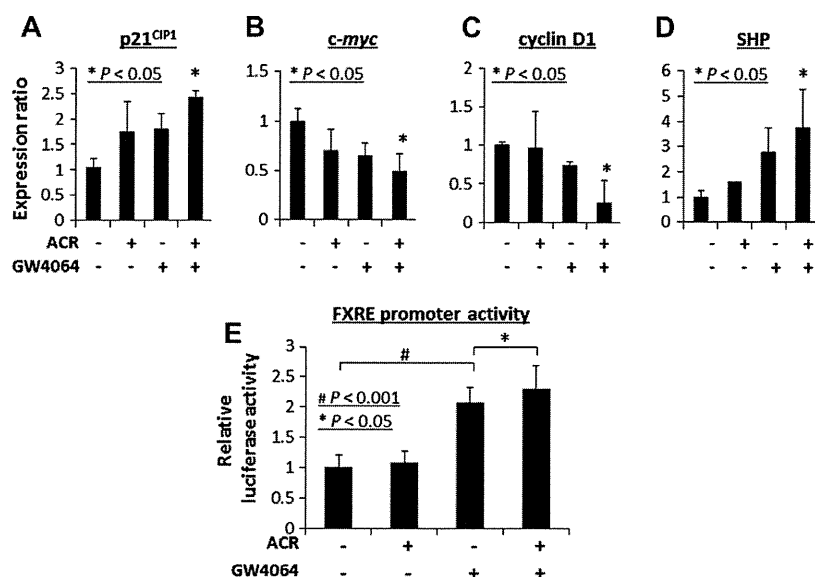 A B C D
p21CIP1 c-myc cyclin D1 SHP
Expression ratio
3
2.5
2
1.5
1
0.5
0
* P < 0.05
*
1.5
1
0.5
0
* P < 0.05
*
2
1.5
1
0.5
0
* P < 0.05
*
6
5
4
3
2
1
0
* P < 0.05
*
ACR - + - + - + - + - + - + - + - +
GW4064 - - + + - - + + - - + + - - + +
E
FXRE promoter activity
Relative
luciferase activity
3
2.5
2
1.5
1
0.5
0
#
*
# P < 0.001
* P < 0.05
ACR - + - +
GW4064 - - + +